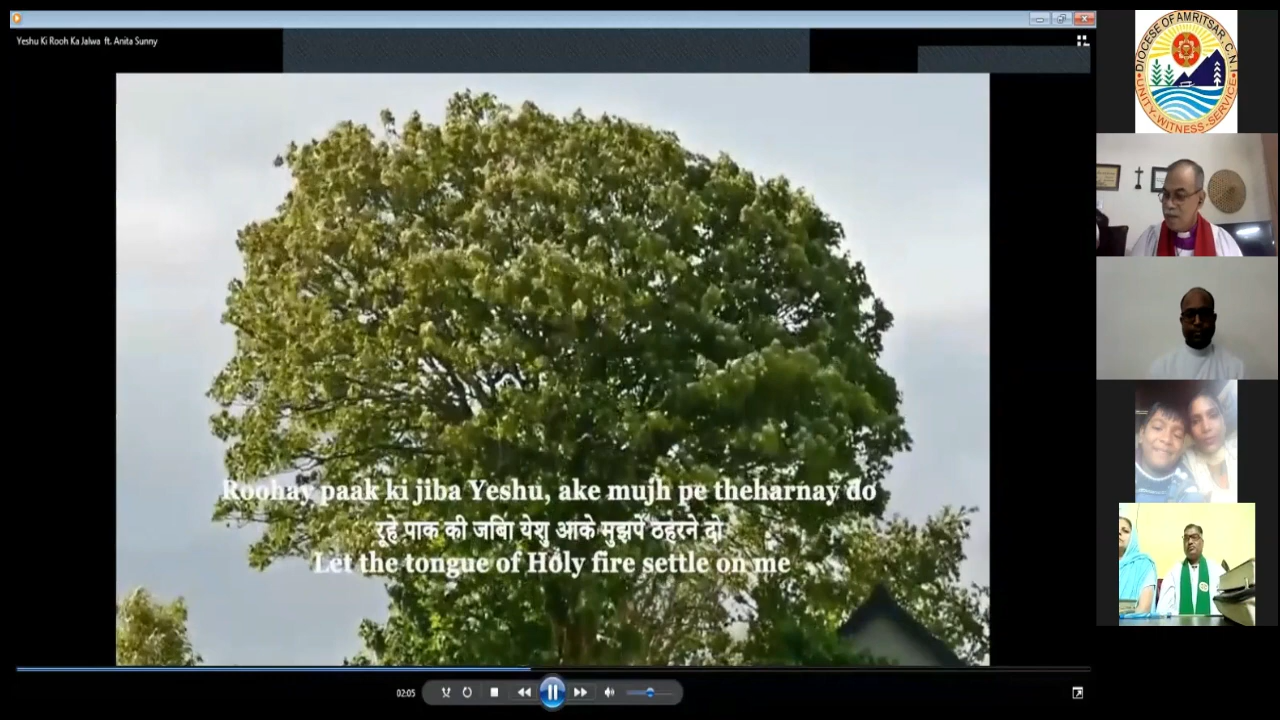 Yeshu Ki Rooh Ka Jalwa ft. Anita Sunny
Roohay paak ki jiba Yeshu, ake mujh pe theharnay do
रूहे पाक की जबिा येशु आके मुझपे ठहरने दो
Let the tongue of Holy fire settle on me
02:05
DIOCESE OF AMRITSAR, C.N.I
UNITY-WITNESS-SERVICE